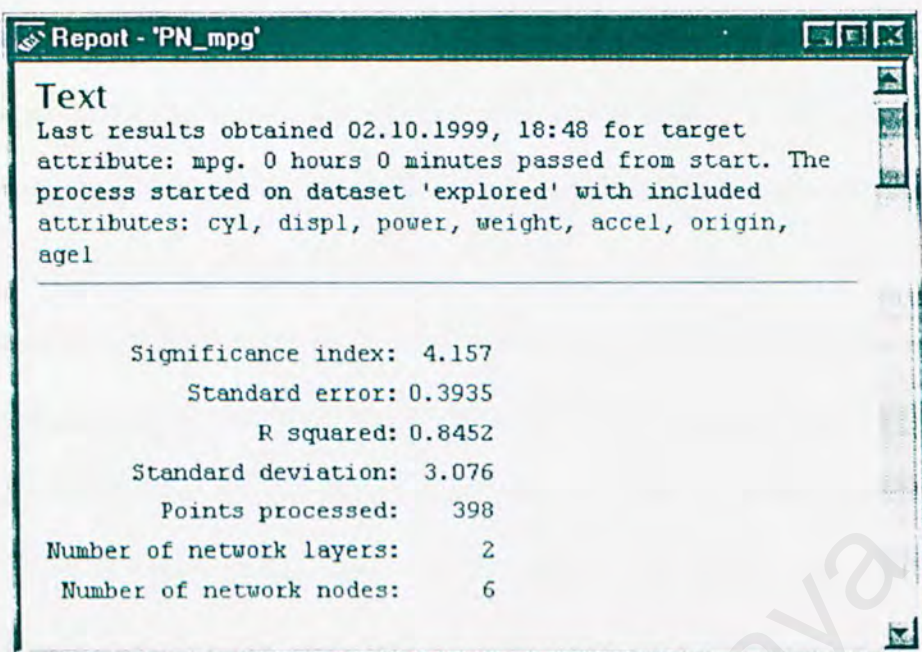 Report - 'PN_mpg'
Text
Last results obtained 02.10.1999, 18:48 for target
attribute: mpg. 0 hours 0 minutes passed from start. The
process started on dataset 'explored' with included
attributes: cyl, displ, power, weight, accel, origin,
age1
Significance index: 4.157
Standard error: 0.3935
R squared: 0.8452
Standard deviation: 3.076
Points processed: 398
Number of network layers: 2
Number of network nodes: 6